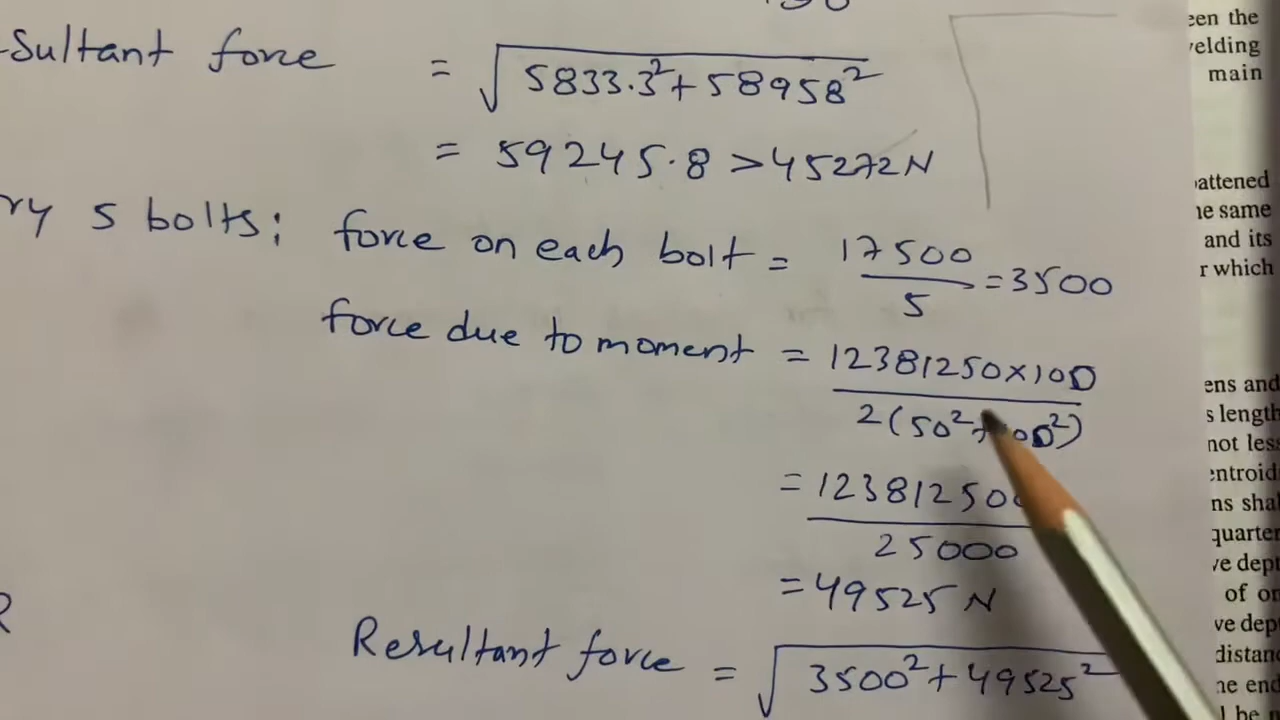 -sultant force = √5833.3²+58958²
= 59245.8 > 45272N
ry 5 bolts: force on each bolt = 17500/5 = 3500
force due to moment = 12381250×100/2(50²+100²)
= 12381250/25000
= 49525 N
Resultant force = √3500²+49525²
een the
elding
main
attened
he same
and its
r which
ens and
s length
not less
entroid
ns shal
quarter
ve dept
of or
ve dep
distanc
he end
l be